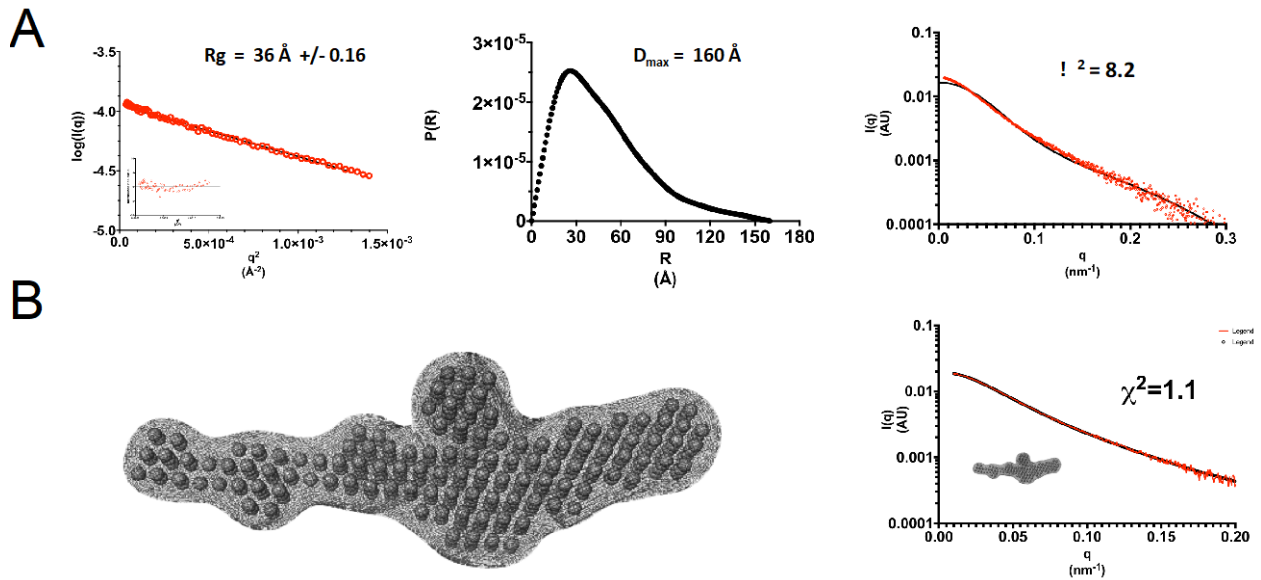 A
Rg = 36 Å +/- 0.16
-3.5
-4.0
-4.5
-5.0
log(I(q))
0.0
5.0×10⁻⁴
1.0×10⁻³
1.5×10⁻³
q²
(Å⁻²)
Dmax = 160 Å
3×10⁻⁵
2×10⁻⁵
1×10⁻⁵
0
P(R)
0 30 60 90 120 150 180
R
(Å)
! ² = 8.2
0.1
0.01
0.001
0.0001
I(q)
(AU)
0.0 0.1 0.2 0.3
q
(nm⁻¹)
B
Legend
Legend
χ²=1.1
0.1
0.01
0.001
0.0001
I(q)
(AU)
0.00 0.05 0.10 0.15 0.20
q
(nm⁻¹)